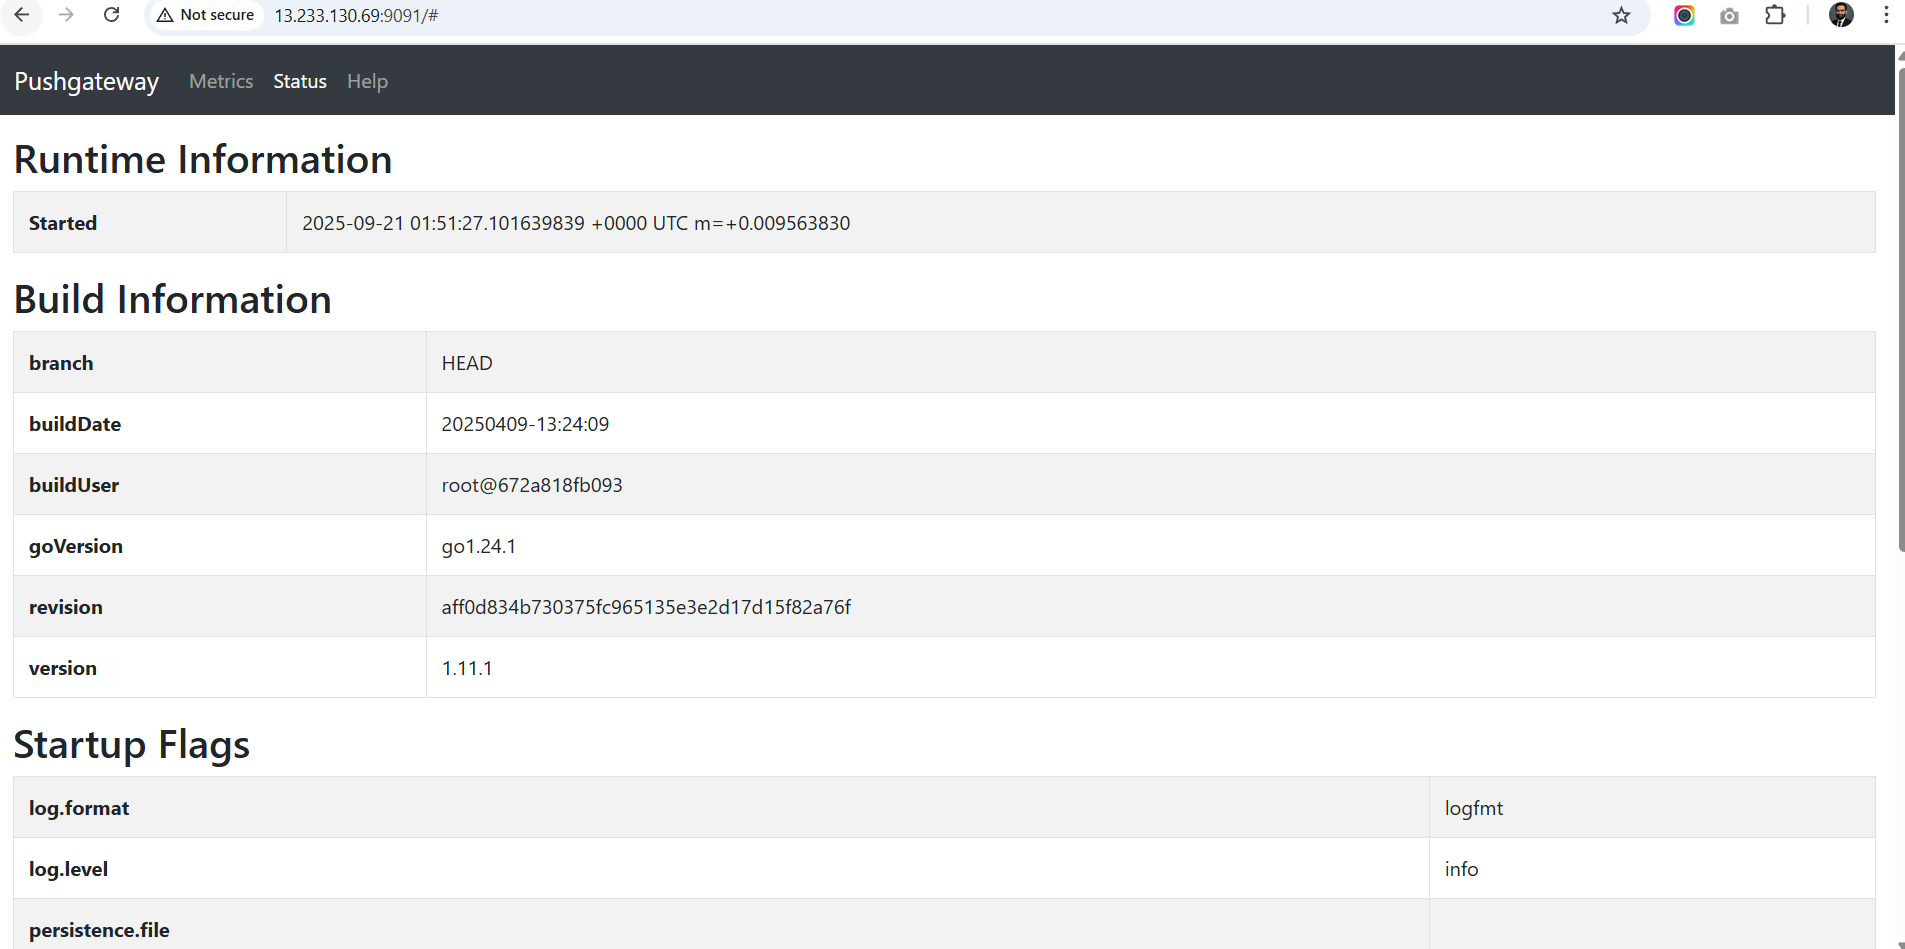 Not secure 13.233.130.69:9091/#
Pushgateway Metrics Status Help
Runtime Information
Started 2025-09-21 01:51:27.101639839 +0000 UTC m=+0.009563830
Build Information
branch HEAD
buildDate 20250409-13:24:09
buildUser root@672a818fb093
goVersion go1.24.1
revision aff0d834b730375fc965135e3e2d17d15f82a76f
version 1.11.1
Startup Flags
log.format logfmt
log.level info
persistence.file